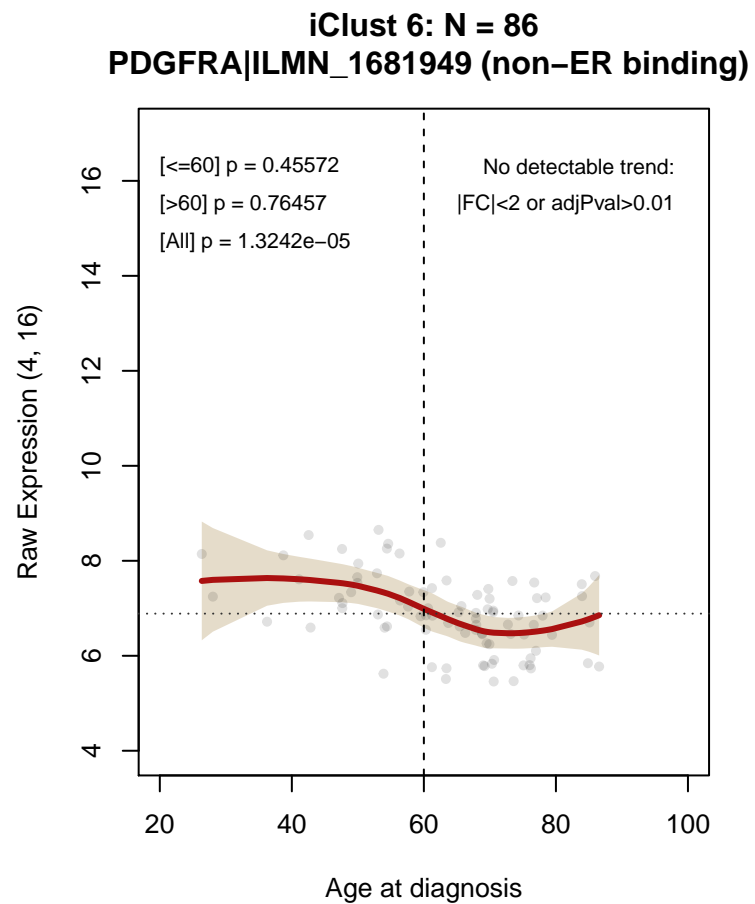 iClust 6: N = 86
PDGFRA|ILMN_1681949 (non−ER binding)
[<=60] p = 0.45572
[>60] p = 0.76457
[All] p = 1.3242e−05
No detectable trend:
|FC|<2 or adjPval>0.01
Raw Expression (4, 16)
16
14
12
10
8
6
4
20
40
60
80
100
Age at diagnosis